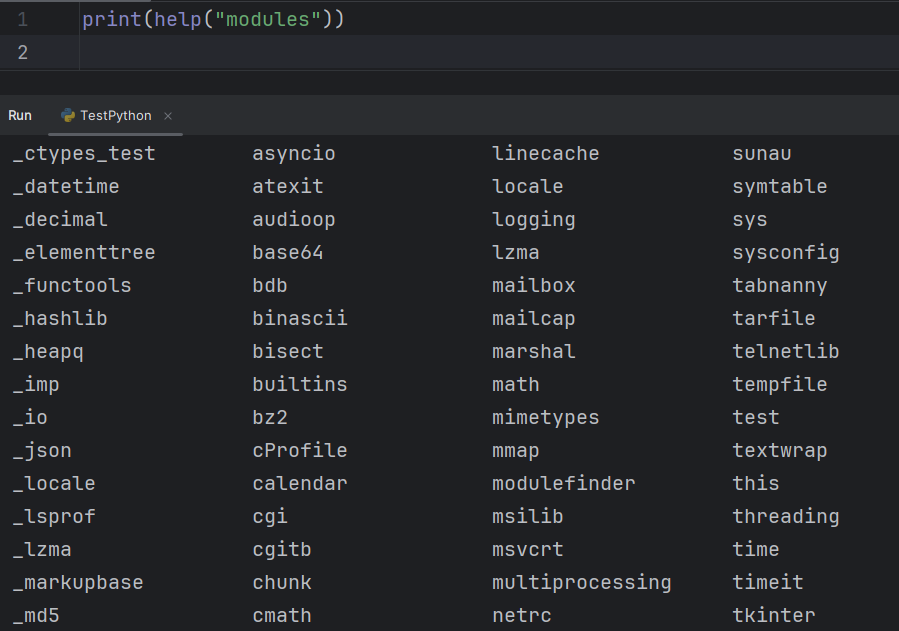 1 print(help("modules"))
2
Run TestPython ×
_ctypes_test asyncio linecache sunau
_datetime atexit locale symtable
_decimal audioop logging sys
_elementtree base64 lzma sysconfig
_functools bdb mailbox tabnanny
_hashlib binascii mailcap tarfile
_heapq bisect marshal telnetlib
_imp builtins math tempfile
_io bz2 mimetypes test
_json cProfile mmap textwrap
_locale calendar modulefinder this
_lsprof cgi msilib threading
_lzma cgitb msvcrt time
_markupbase chunk multiprocessing timeit
_md5 cmath netrc tkinter